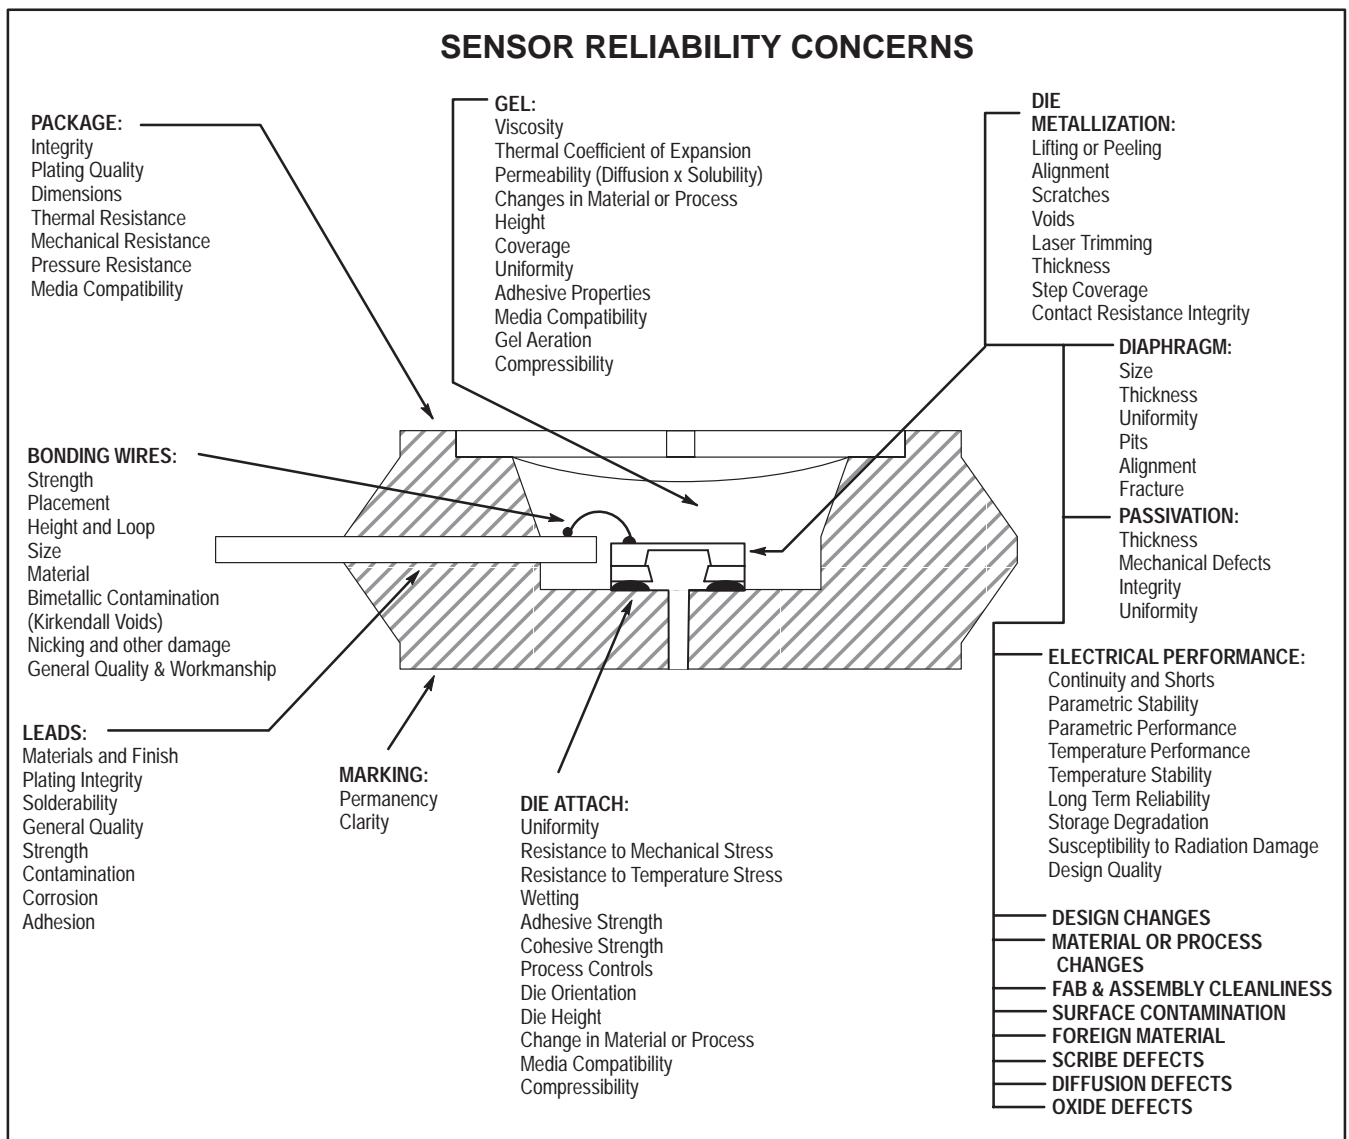 SENSOR RELIABILITY CONCERNS
PACKAGE:
Integrity
Plating Quality
Dimensions
Thermal Resistance
Mechanical Resistance
Pressure Resistance
Media Compatibility
GEL:
Viscosity
Thermal Coefficient of Expansion
Permeability (Diffusion x Solubility)
Changes in Material or Process
Height
Coverage
Uniformity
Adhesive Properties
Media Compatibility
Gel Aeration
Compressibility
DIE
METALLIZATION:
Lifting or Peeling
Alignment
Scratches
Voids
Laser Trimming
Thickness
Step Coverage
Contact Resistance Integrity
DIAPHRAGM:
Size
Thickness
Uniformity
Pits
Alignment
Fracture
PASSIVATION:
Thickness
Mechanical Defects
Integrity
Uniformity
BONDING WIRES:
Strength
Placement
Height and Loop
Size
Material
Bimetallic Contamination
(Kirkendall Voids)
Nicking and other damage
General Quality & Workmanship
LEADS:
Materials and Finish
Plating Integrity
Solderability
General Quality
Strength
Contamination
Corrosion
Adhesion
MARKING:
Permanency
Clarity
DIE ATTACH:
Uniformity
Resistance to Mechanical Stress
Resistance to Temperature Stress
Wetting
Adhesive Strength
Cohesive Strength
Process Controls
Die Orientation
Die Height
Change in Material or Process
Media Compatibility
Compressibility
ELECTRICAL PERFORMANCE:
Continuity and Shorts
Parametric Stability
Parametric Performance
Temperature Performance
Temperature Stability
Long Term Reliability
Storage Degradation
Susceptibility to Radiation Damage
Design Quality
DESIGN CHANGES
MATERIAL OR PROCESS
CHANGES
FAB & ASSEMBLY CLEANLINESS
SURFACE CONTAMINATION
FOREIGN MATERIAL
SCRIBE DEFECTS
DIFFUSION DEFECTS
OXIDE DEFECTS